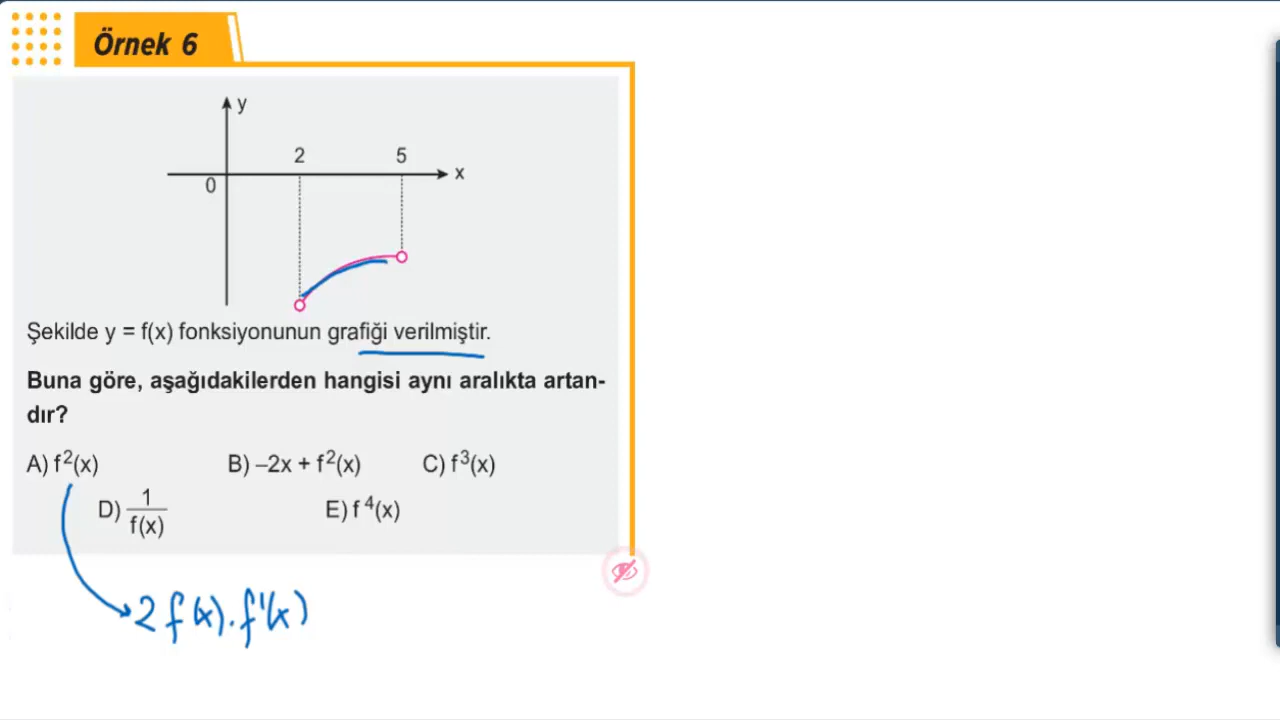 Örnek 6
y
2 5
x
0
Şekilde y = f(x) fonksiyonunun grafiği verilmiştir.
Buna göre, aşağıdakilerden hangisi aynı aralıkta artan-
dır?
A) f²(x) B) –2x + f²(x) C) f³(x)
D) 1/f(x) E) f⁴(x)
2 f(x) . f'(x)